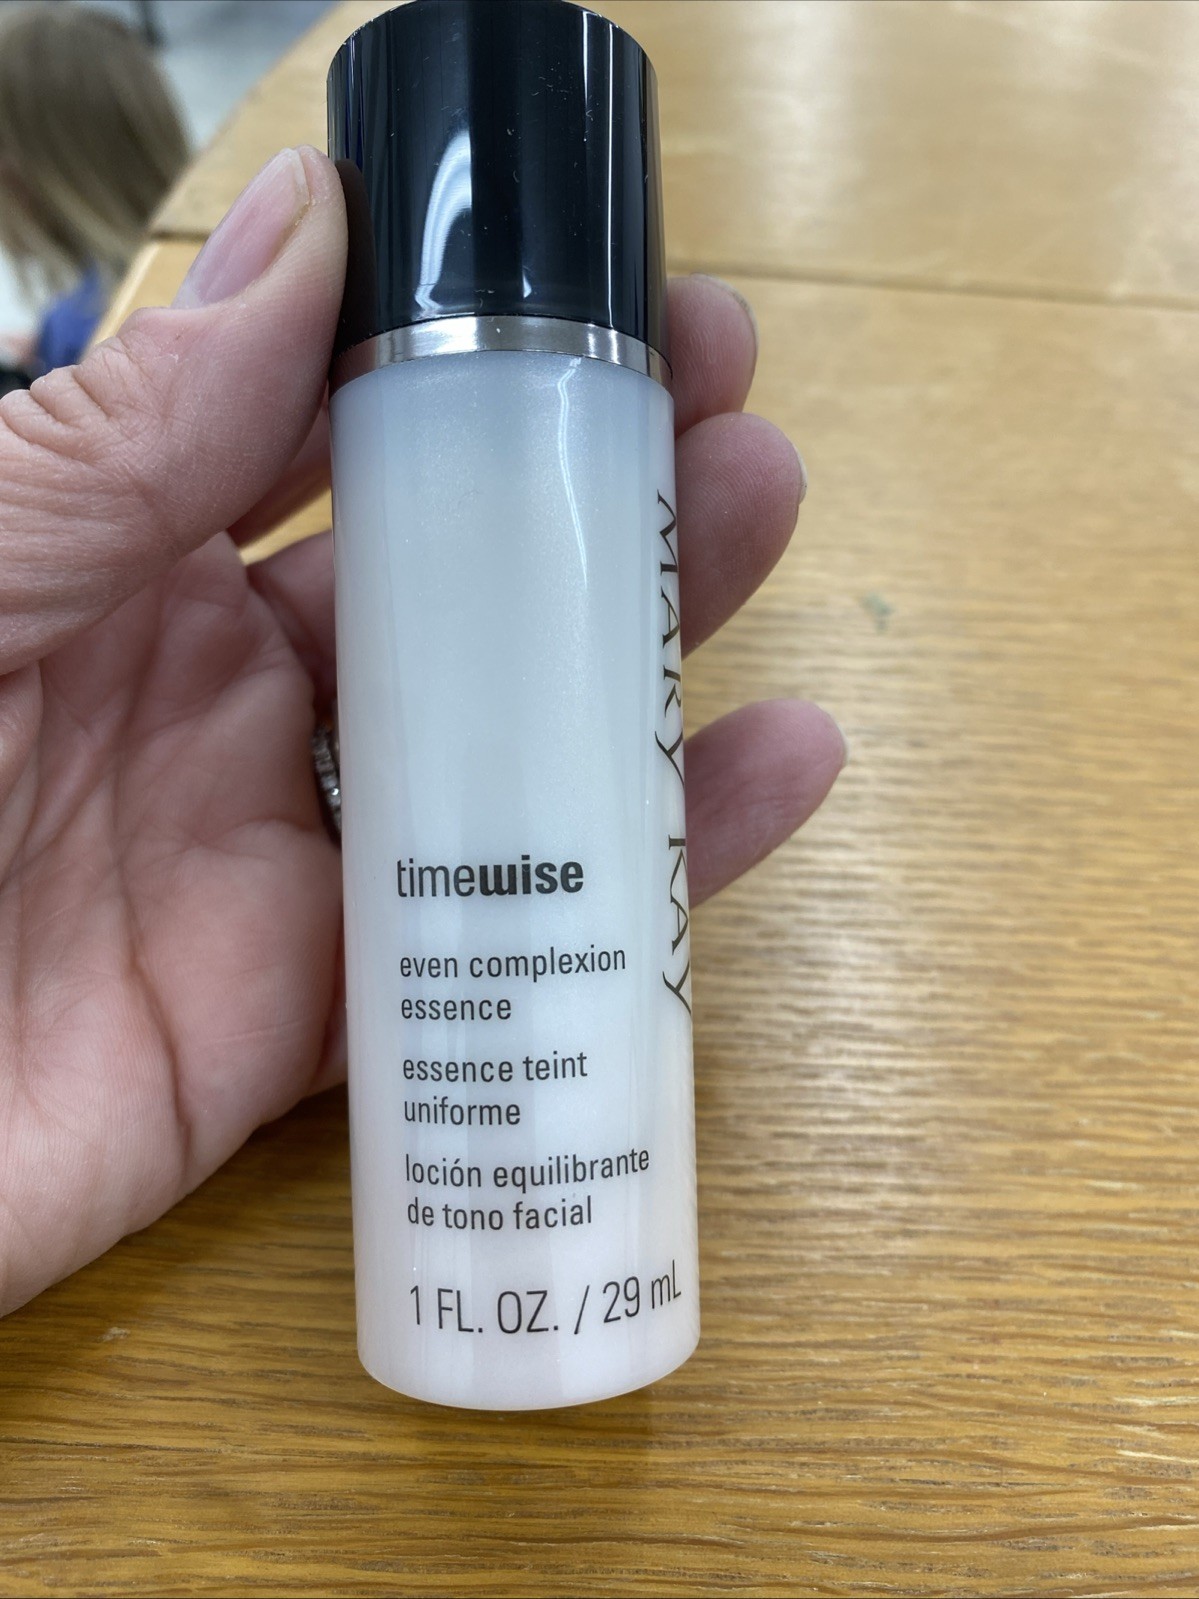 MARY KAY
timewise
even complexion
essence
essence teint
uniforme
loción equilibrante
de tono facial
1 FL. OZ. / 29 mL